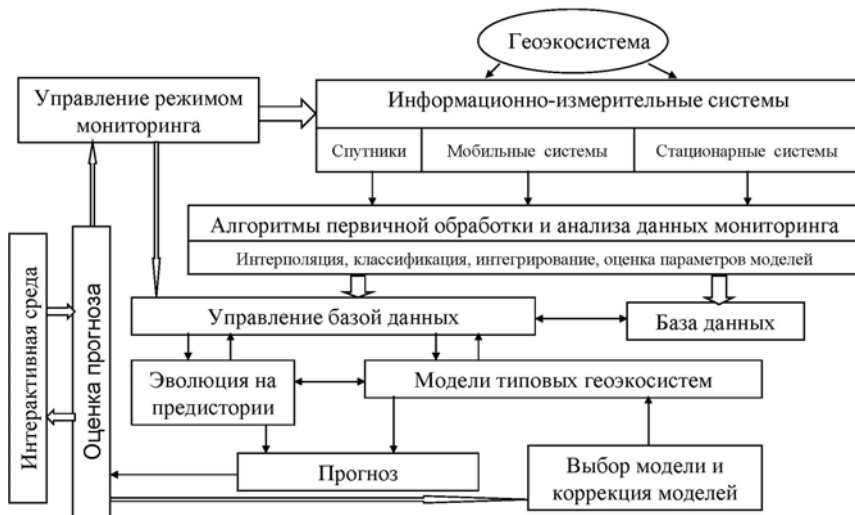 Геоэкосистема
Управление режимом
мониторинга
Информационно-измерительные системы
Спутники
Мобильные системы
Стационарные системы
Алгоритмы первичной обработки и анализа данных мониторинга
Интерполяция, классификация, интегрирование, оценка параметров моделей
Интерактивная среда
Оценка прогноза
Управление базой данных
База данных
Эволюция на
предистории
Модели типовых геоэкосистем
Прогноз
Выбор модели и
коррекция моделей